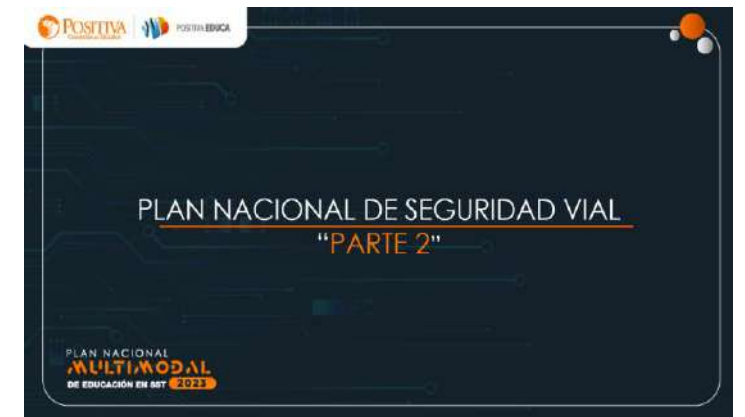 POSITIVA
POSITIVA EDUCA
PLAN NACIONAL DE SEGURIDAD VIAL
“PARTE 2”
PLAN NACIONAL
MULTIMODAL
DE EDUCACIÓN EN SST 2023